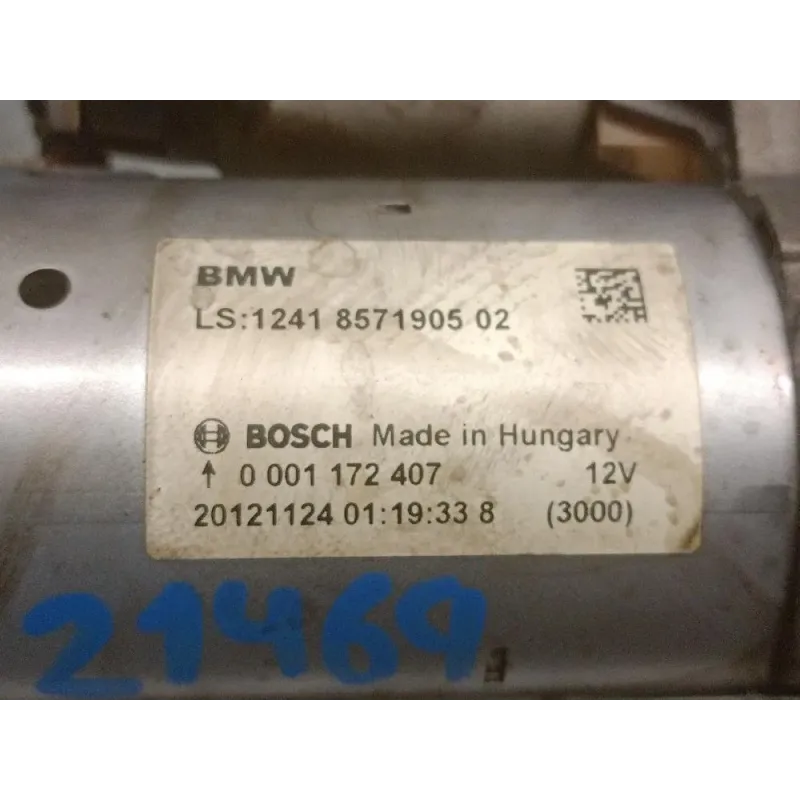 BMW
LS:1241 8571905 02
BOSCH Made in Hungary
0 001 172 407 12V
20121124 01:19:33 8 (3000)
21469